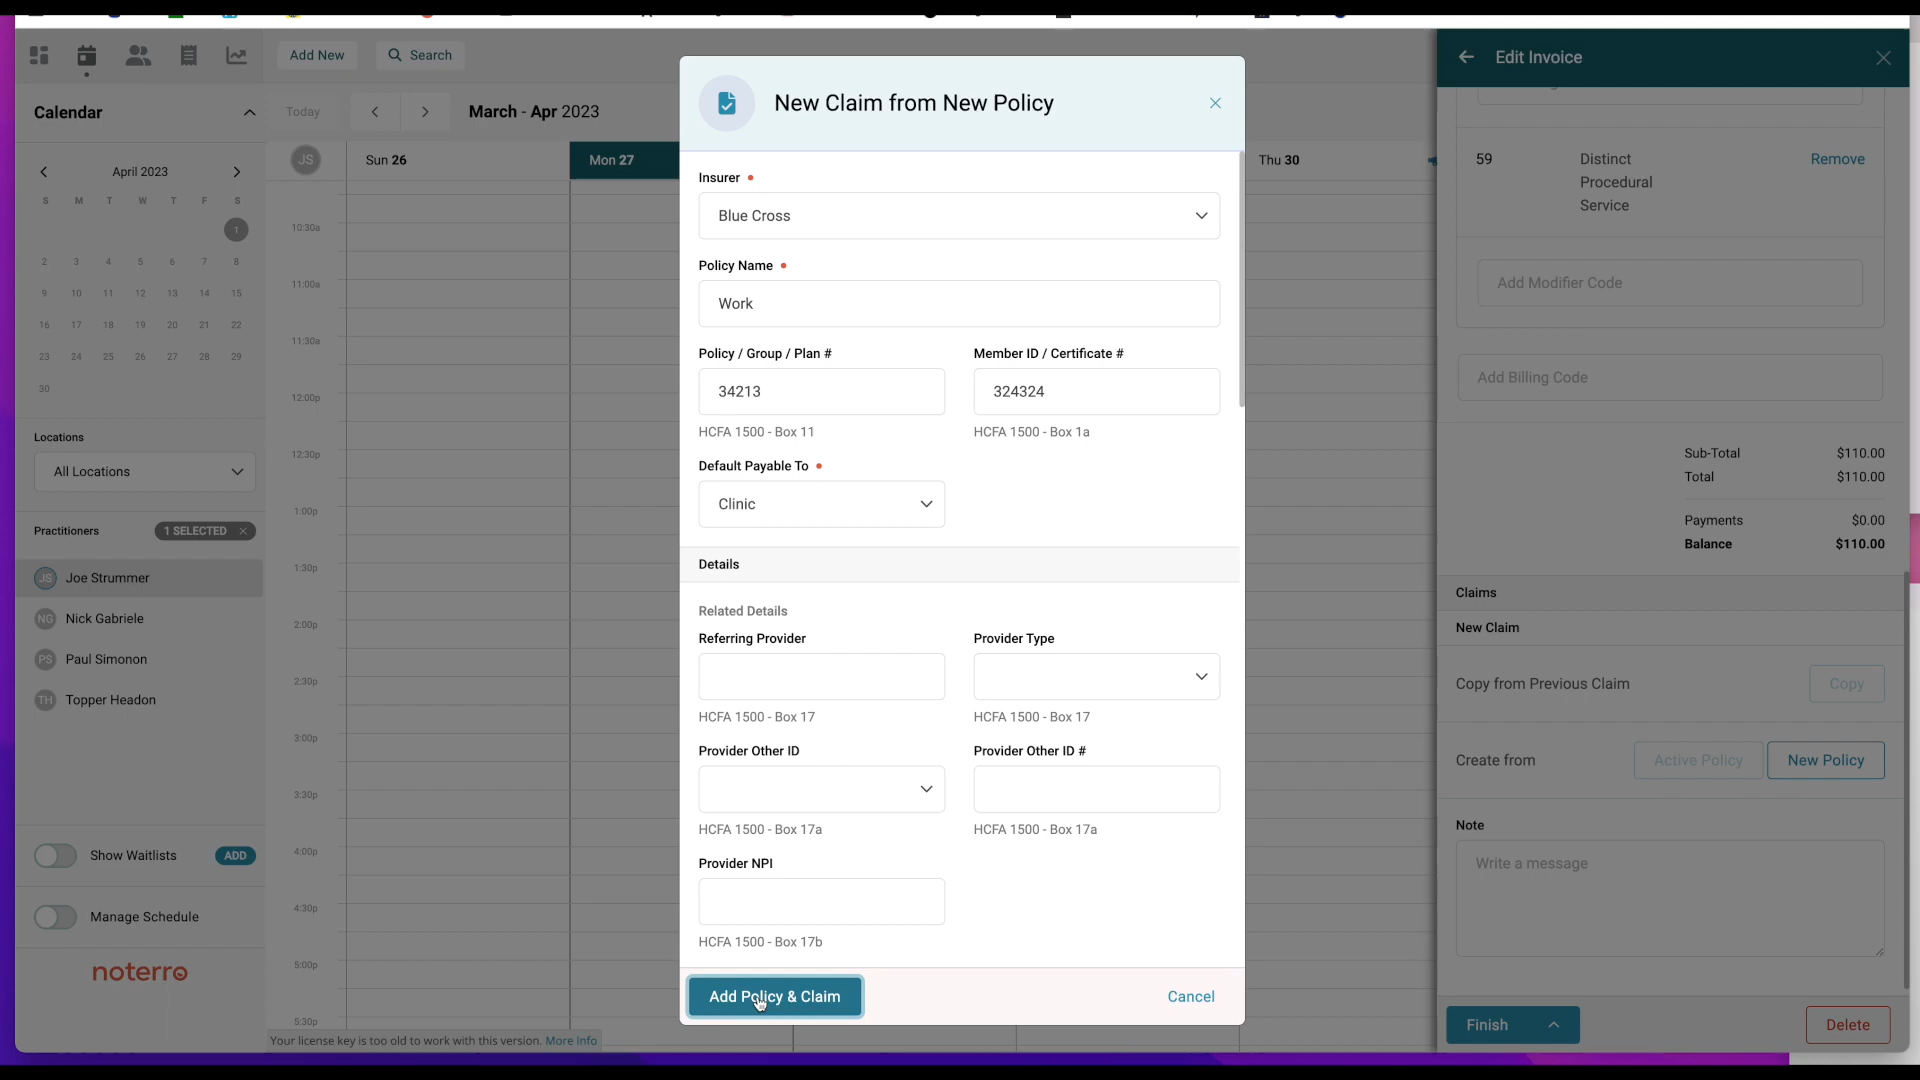 Add New
Search
Calendar
Today
March - Apr 2023
April 2023
S M T W T F S
1
2 3 4 5 6 7 8
9 10 11 12 13 14 15
16 17 18 19 20 21 22
23 24 25 26 27 28 29
30
Locations
All Locations
Practitioners
1 SELECTED
JS Joe Strummer
NG Nick Gabriele
PS Paul Simonon
TH Topper Headon
Show Waitlists
ADD
Manage Schedule
noterro
JS
Sun 26
Mon 27
Thu 30
10:30a
11:00a
11:30a
12:00p
12:30p
1:00p
1:30p
2:00p
2:30p
3:00p
3:30p
4:00p
4:30p
5:00p
5:30p
Your license key is too old to work with this version. More Info
New Claim from New Policy
Insurer
Blue Cross
Policy Name
Work
Policy / Group / Plan #
Member ID / Certificate #
34213
324324
HCFA 1500 - Box 11
HCFA 1500 - Box 1a
Default Payable To
Clinic
Details
Related Details
Referring Provider
Provider Type
HCFA 1500 - Box 17
HCFA 1500 - Box 17
Provider Other ID
Provider Other ID #
HCFA 1500 - Box 17a
HCFA 1500 - Box 17a
Provider NPI
HCFA 1500 - Box 17b
Add Policy & Claim
Cancel
Edit Invoice
59
Distinct
Procedural
Service
Remove
Add Modifier Code
Add Billing Code
Sub-Total $110.00
Total $110.00
Payments $0.00
Balance $110.00
Claims
New Claim
Copy from Previous Claim
Copy
Create from
Active Policy
New Policy
Note
Write a message
Finish
Delete